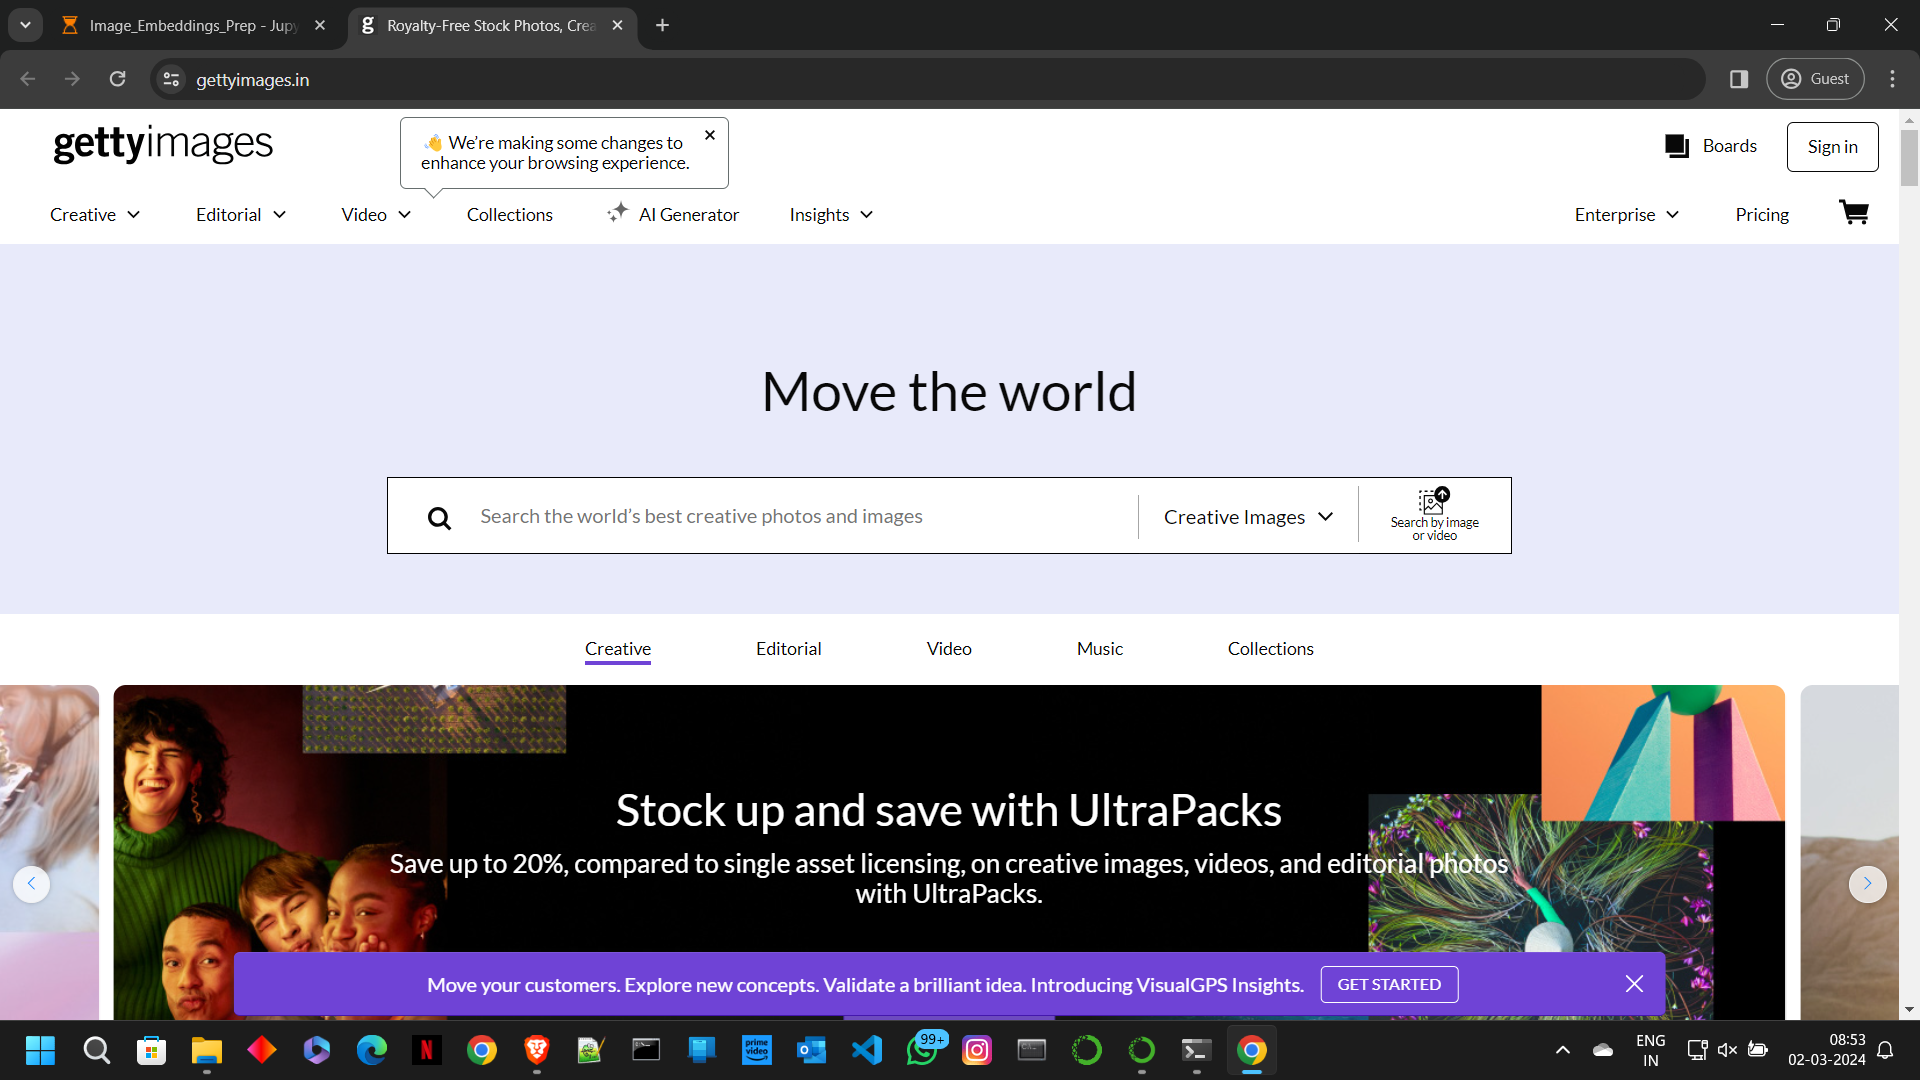 Image_Embeddings_Prep - Jupy
Royalty-Free Stock Photos, Crea
gettyimages.in
Guest
gettyimages
👋 We’re making some changes to
enhance your browsing experience.
Boards
Sign in
Creative
Editorial
Video
Collections
AI Generator
Insights
Enterprise
Pricing
Move the world
Search the world’s best creative photos and images
Creative Images
Search by image
or video
Creative
Editorial
Video
Music
Collections
Stock up and save with UltraPacks
Save up to 20%, compared to single asset licensing, on creative images, videos, and editorial photos
with UltraPacks.
Move your customers. Explore new concepts. Validate a brilliant idea. Introducing VisualGPS Insights.
GET STARTED
prime
video
99+
ENG
IN
08:53
02-03-2024